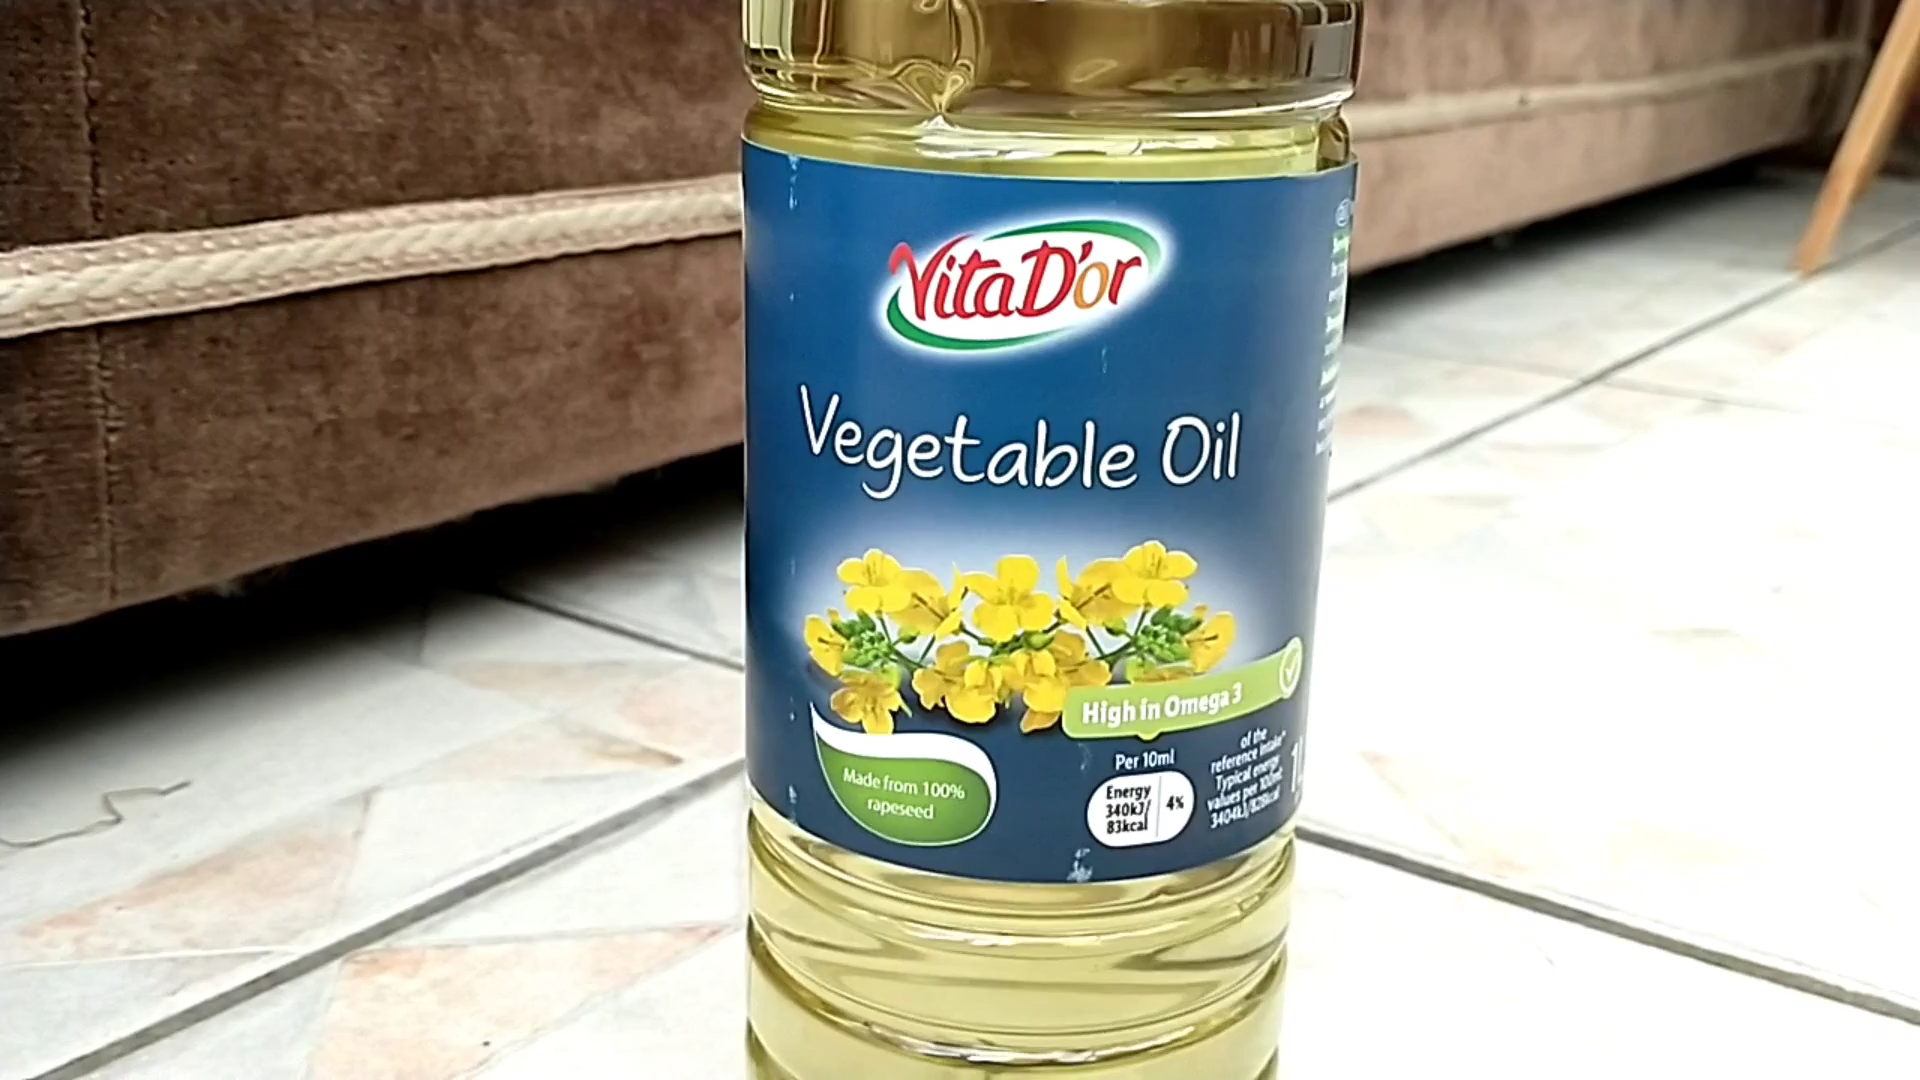 Vita D'or
Vegetable Oil
High in Omega 3
Made from 100%
rapeseed
Per 10ml
Energy
340kJ/
83kcal
4%
of the
reference intake*
Typical energy
values per 100ml:
3404kJ/828kcal